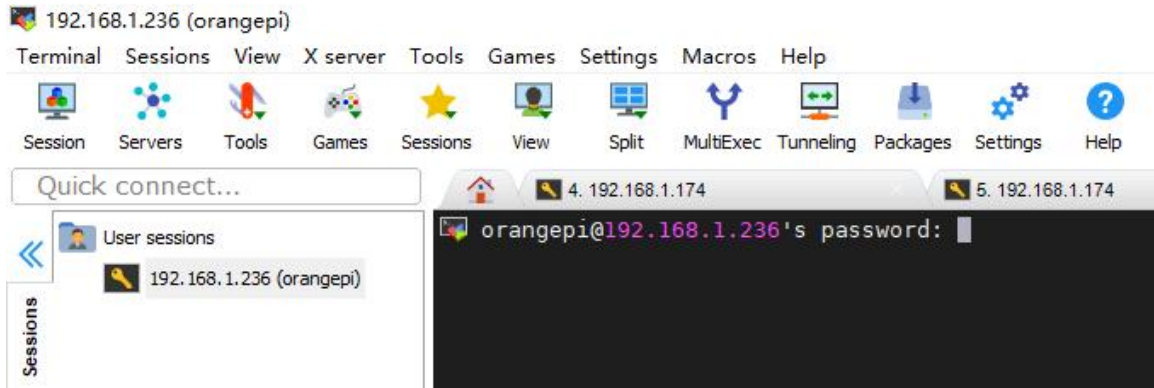 192.168.1.236 (orangepi)
Terminal Sessions View X server Tools Games Settings Macros Help
Session Servers Tools Games Sessions View Split MultiExec Tunneling Packages Settings Help
Quick connect...
4. 192.168.1.174
5. 192.168.1.174
User sessions
192.168.1.236 (orangepi)
Sessions
orangepi@192.168.1.236's password: